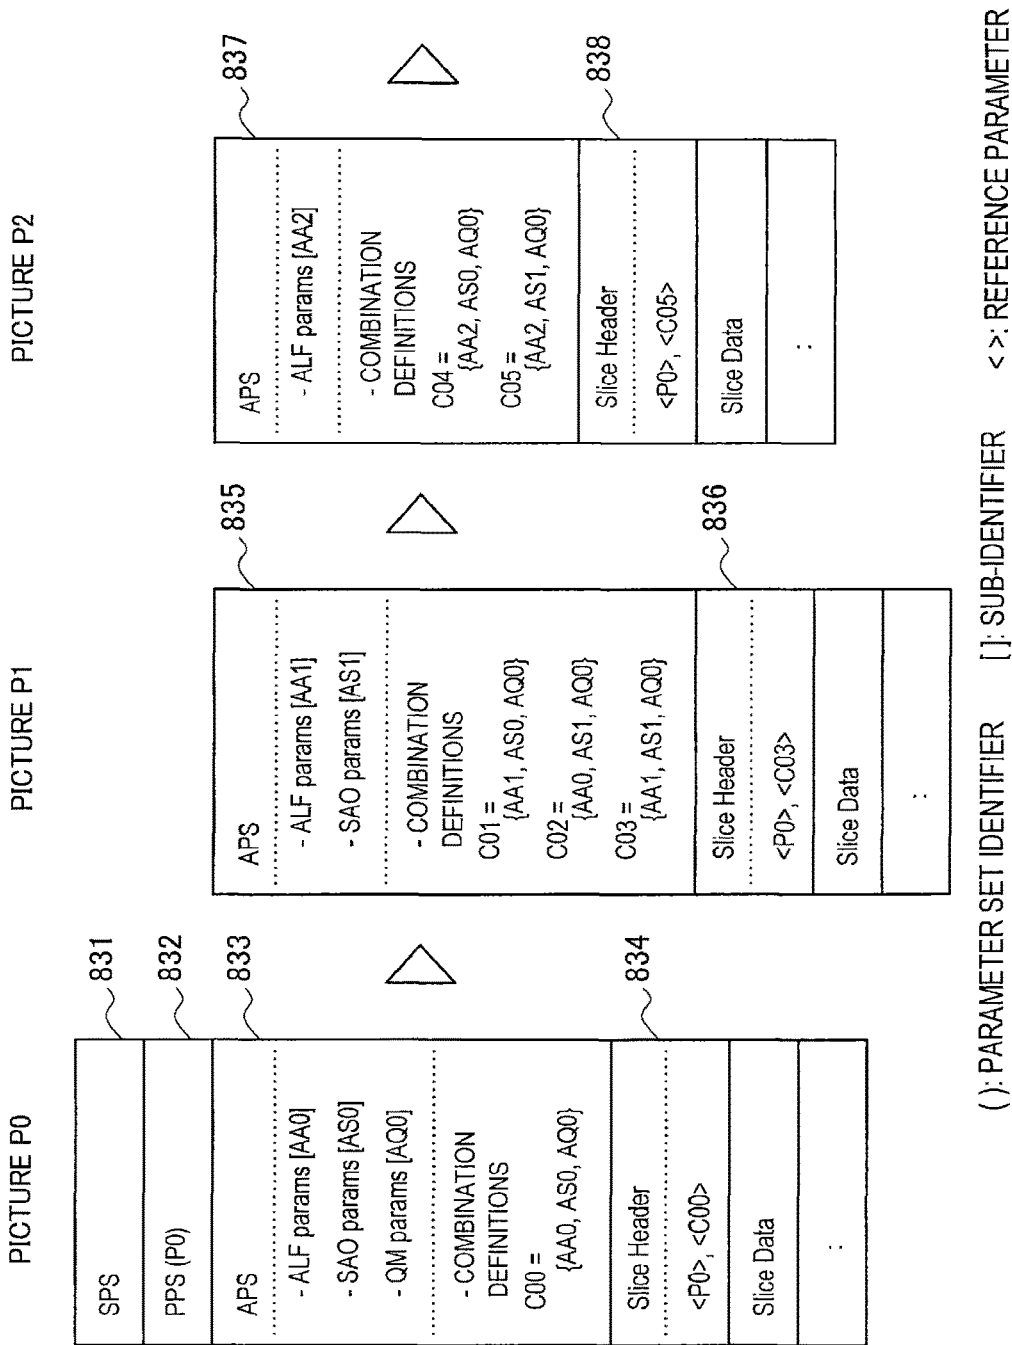 PICTURE P0
SPS
831
PPS (P0)
832
APS
833
- ALF params [AA0]
- SAO params [AS0]
- QM params [AQ0]
- COMBINATION
DEFINITIONS
C00 =
{AA0, AS0, AQ0}
Slice Header
834
<P0>, <C00>
Slice Data
:
PICTURE P1
APS
835
- ALF params [AA1]
- SAO params [AS1]
- COMBINATION
DEFINITIONS
C01 =
{AA1, AS0, AQ0}
C02 =
{AA0, AS1, AQ0}
C03 =
{AA1, AS1, AQ0}
Slice Header
836
<P0>, <C03>
Slice Data
:
PICTURE P2
APS
837
- ALF params [AA2]
- COMBINATION
DEFINITIONS
C04 =
{AA2, AS0, AQ0}
C05 =
{AA2, AS1, AQ0}
Slice Header
838
<P0>, <C05>
Slice Data
:
( ): PARAMETER SET IDENTIFIER [ ]: SUB-IDENTIFIER < >: REFERENCE PARAMETER